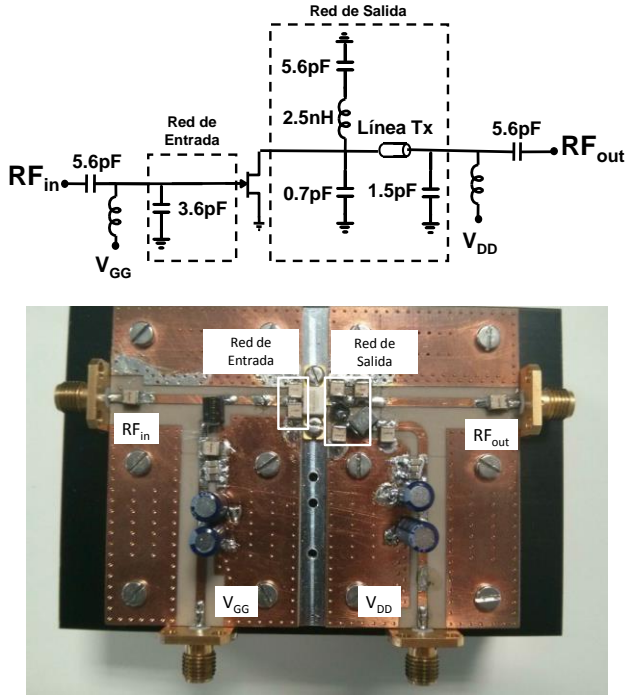 Red de Salida
5.6pF
2.5nH
Línea Tx
5.6pF
RFout
Red de
Entrada
5.6pF
RFin
3.6pF
0.7pF
1.5pF
VGG
VDD
Red de
Entrada
Red de
Salida
RFin
RFout
VGG
VDD